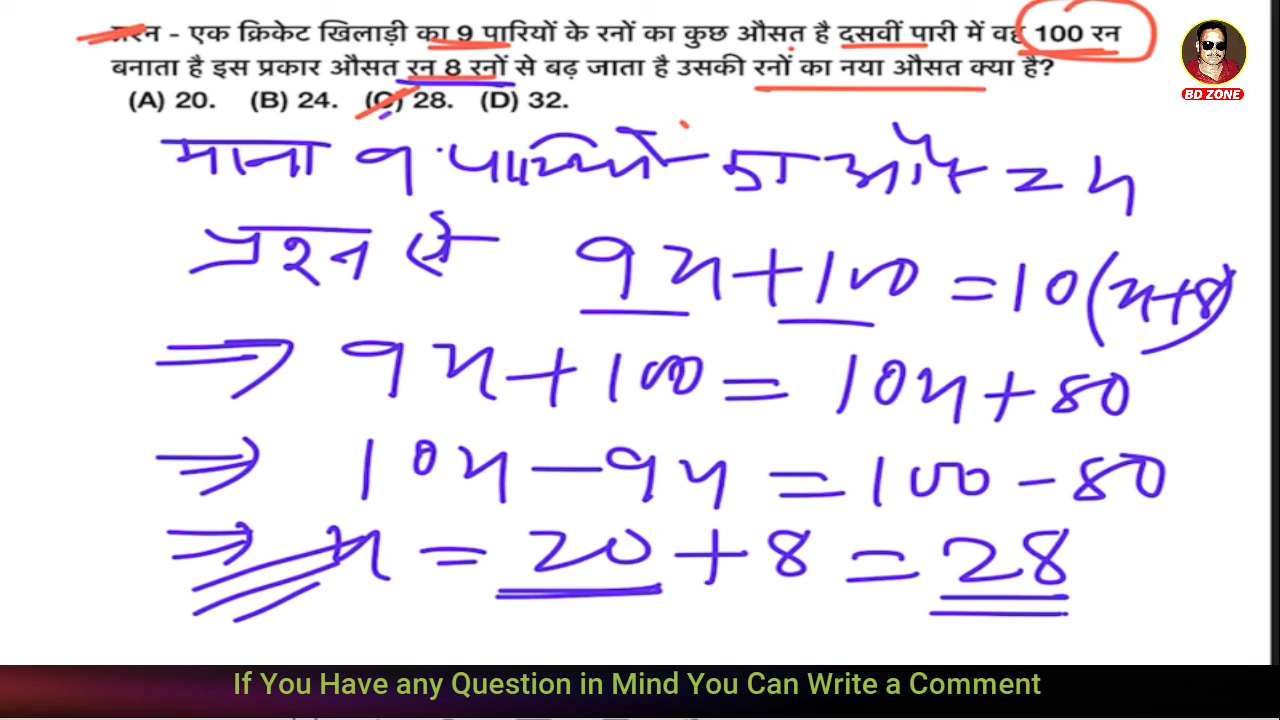 प्रश्न - एक क्रिकेट खिलाड़ी का 9 पारियों के रनों का कुछ औसत है दसवीं पारी में वह 100 रन
बनाता है इस प्रकार औसत रन 8 रनों से बढ़ जाता है उसकी रनों का नया औसत क्या है?
(A) 20. (B) 24. (C) 28. (D) 32.
BD ZONE
माना 9 पारियों का औसत = x
प्रश्न से 9x + 100 = 10(x+8)
⇒ 9x + 100 = 10x + 80
⇒ 10x - 9x = 100 - 80
⇒ x = 20 + 8 = 28
If You Have any Question in Mind You Can Write a Comment